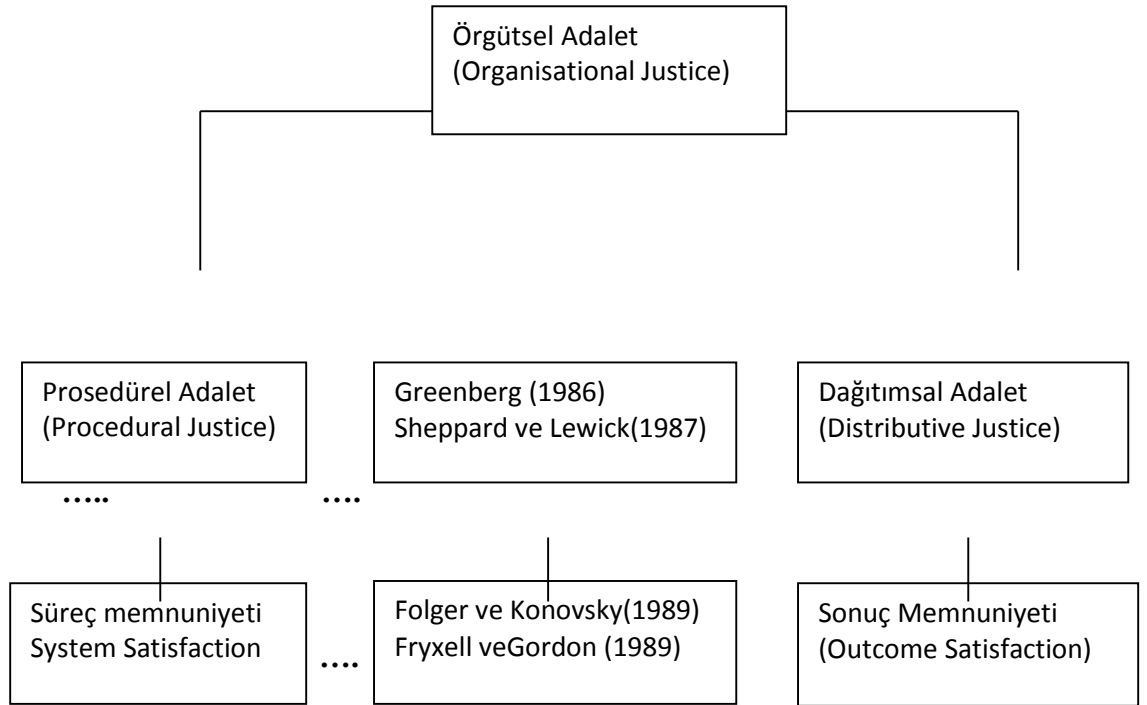 Örgütsel Adalet
(Organisational Justice)
Prosedürel Adalet
(Procedural Justice)
Greenberg (1986)
Sheppard ve Lewick(1987)
Dağıtımsal Adalet
(Distributive Justice)
…..
….
Süreç memnuniyeti
System Satisfaction
….
Folger ve Konovsky(1989)
Fryxell veGordon (1989)
Sonuç Memnuniyeti
(Outcome Satisfaction)